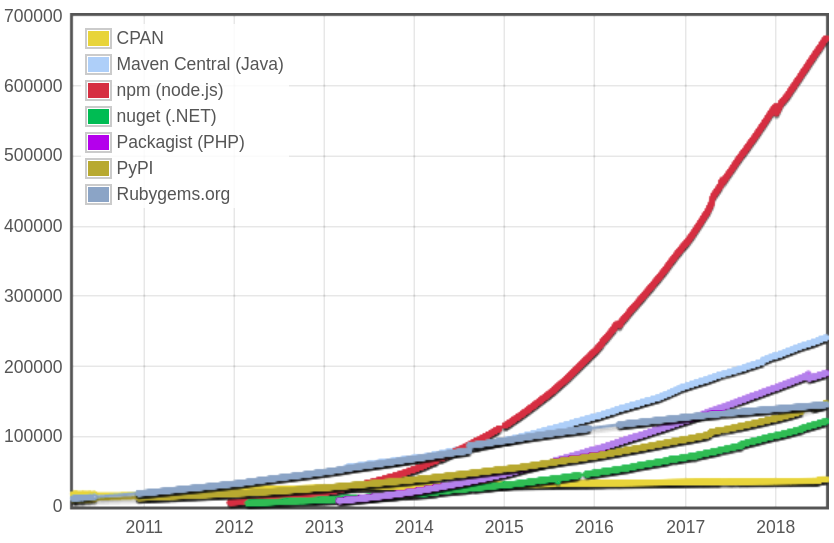 700000
CPAN
Maven Central (Java)
600000
npm (node.js)
nuget (.NET)
Packagist (PHP)
500000
PyPI
Rubygems.org
400000
300000
200000
100000
0
2011 2012 2013 2014 2015 2016 2017 2018